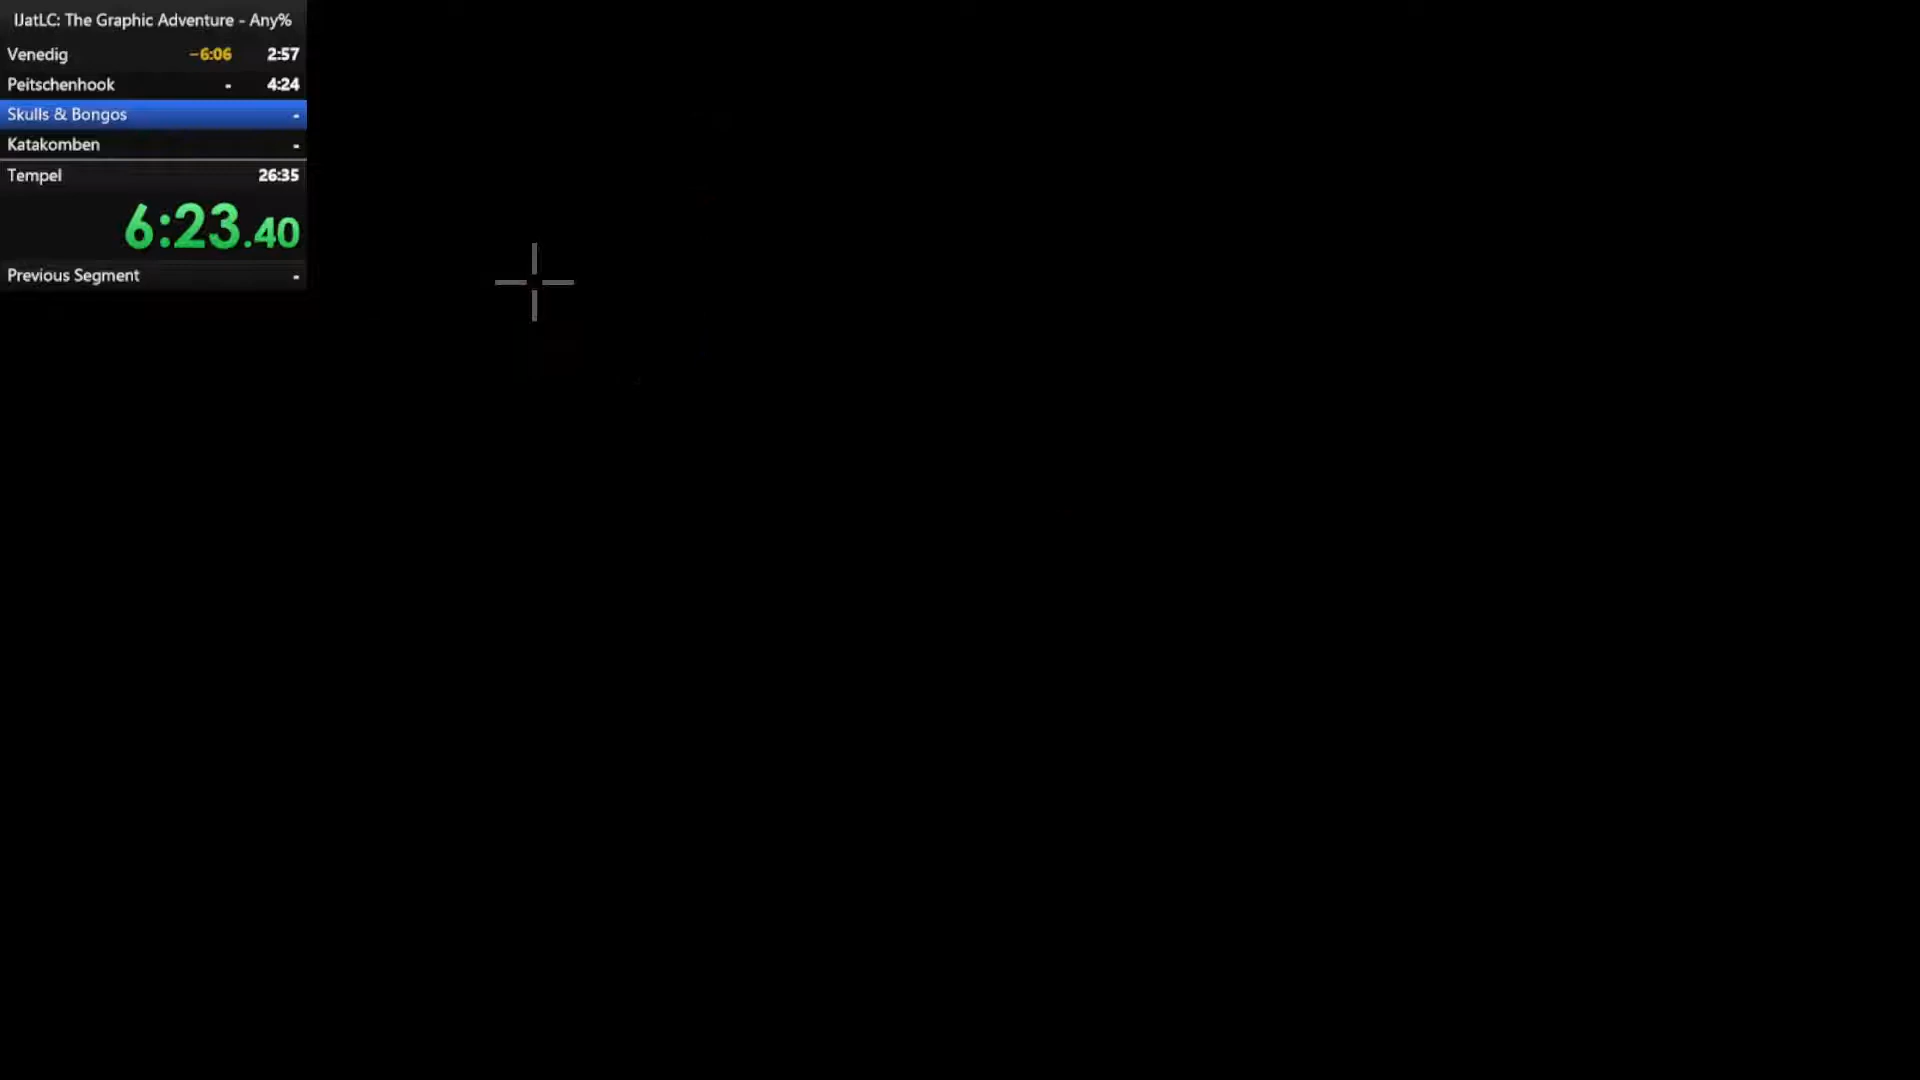 IJatLC: The Graphic Adventure - Any%
Venedig −6:06 2:57
Peitschenhook - 4:24
Skulls & Bongos -
Katakomben -
Tempel 26:35
6:23.40
Previous Segment -